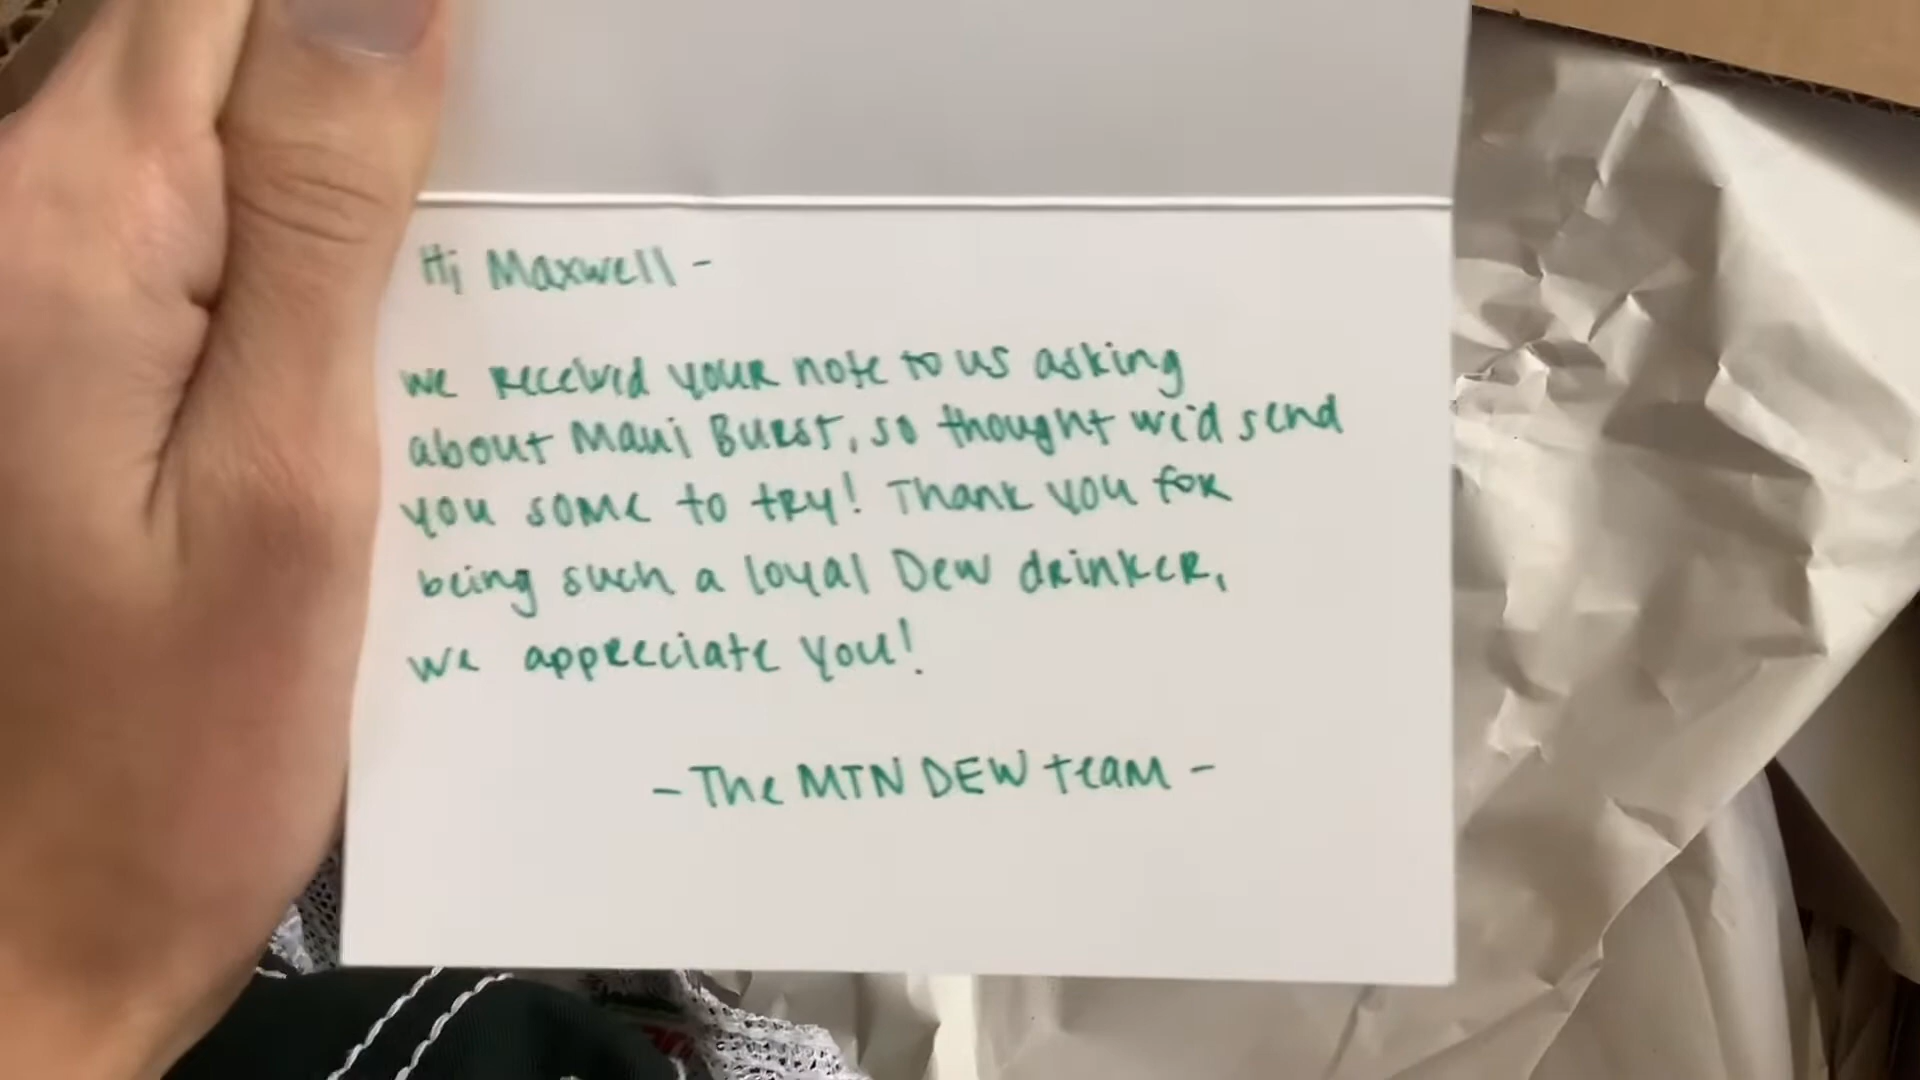 Hi Maxwell -
we received your note to us asking
about Maui Burst, so thought we'd send
you some to try! Thank you for
being such a loyal Dew drinker,
we appreciate you!
- The MTN DEW team -